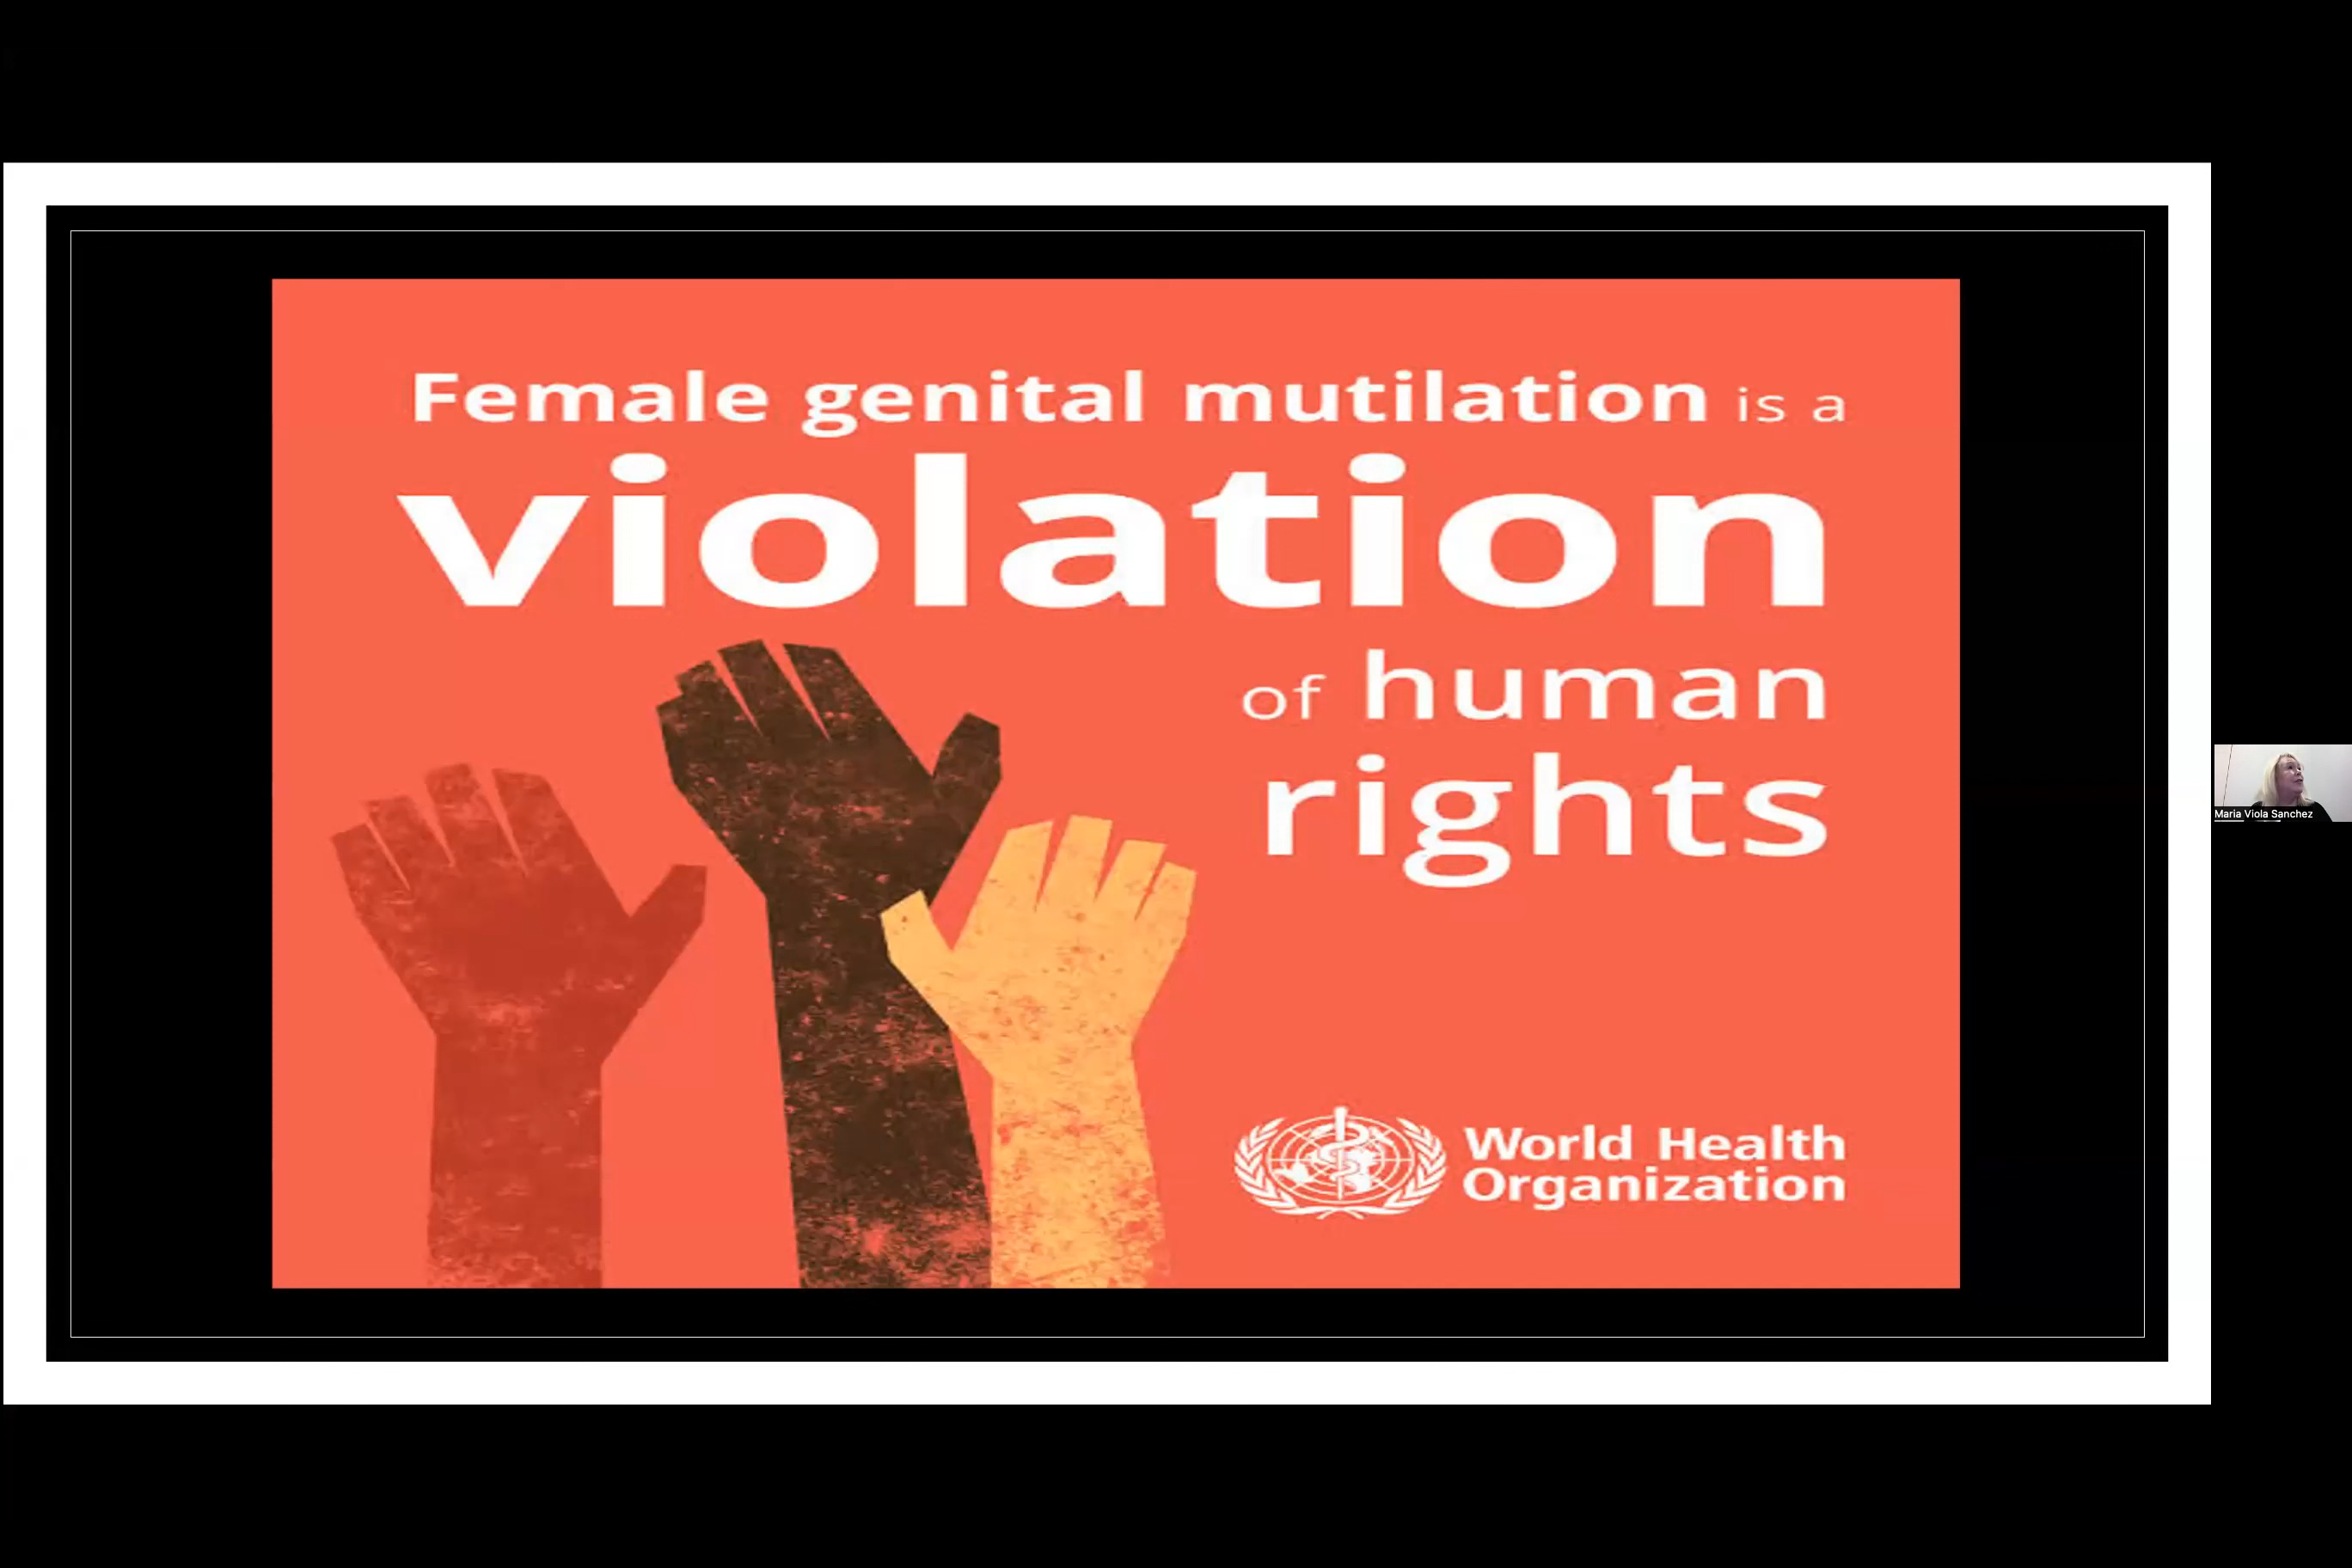 Female genital mutilation is a
violation
of human
rights
World Health
Organization
Maria Viola Sanchez